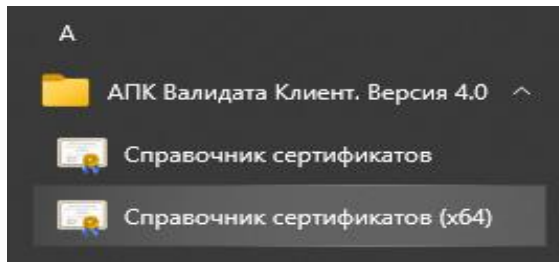 А
АПК Валидата Клиент. Версия 4.0
Справочник сертификатов
Справочник сертификатов (x64)